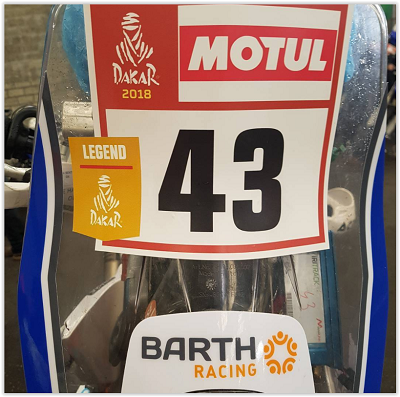 DAKAR
2018
MOTUL
43
LEGEND
DAKAR
BARTH
RACING